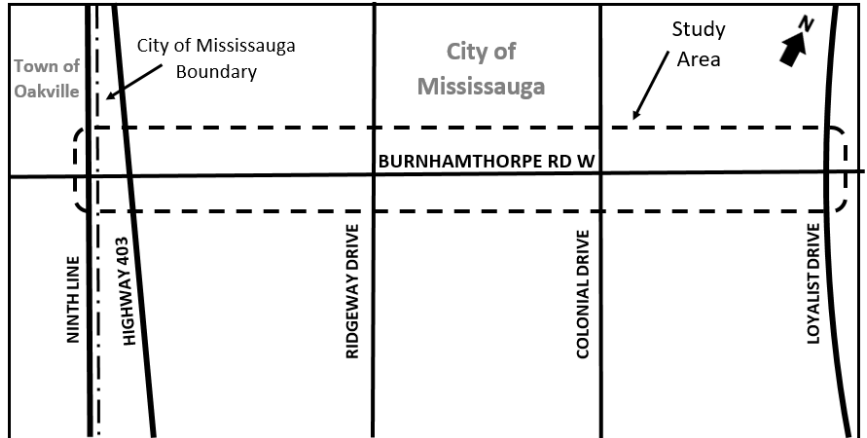 Town of
Oakville
City of Mississauga
Boundary
City of
Mississauga
Study
Area
N
BURNHAMTHORPE RD W
NINTH LINE
HIGHWAY 403
RIDGEWAY DRIVE
COLONIAL DRIVE
LOYALIST DRIVE